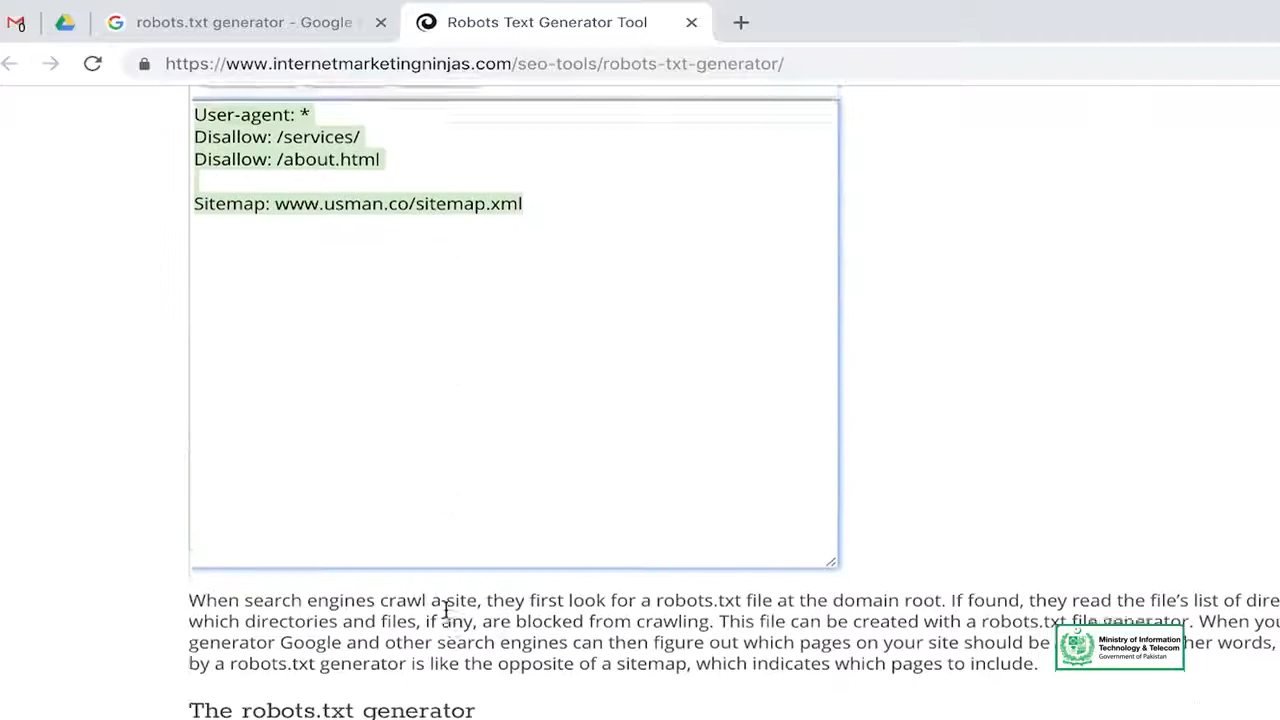 robots.txt generator - Google
Robots Text Generator Tool
https://www.internetmarketingninjas.com/seo-tools/robots-txt-generator/
User-agent: *
Disallow: /services/
Disallow: /about.html
Sitemap: www.usman.co/sitemap.xml
When search engines crawl a site, they first look for a robots.txt file at the domain root. If found, they read the file's list of dire
which directories and files, if any, are blocked from crawling. This file can be created with a robots.txt file generator. When you
generator Google and other search engines can then figure out which pages on your site should be her words,
by a robots.txt generator is like the opposite of a sitemap, which indicates which pages to include.
Ministry of Information
Technology & Telecom
Government of Pakistan
The robots.txt generator